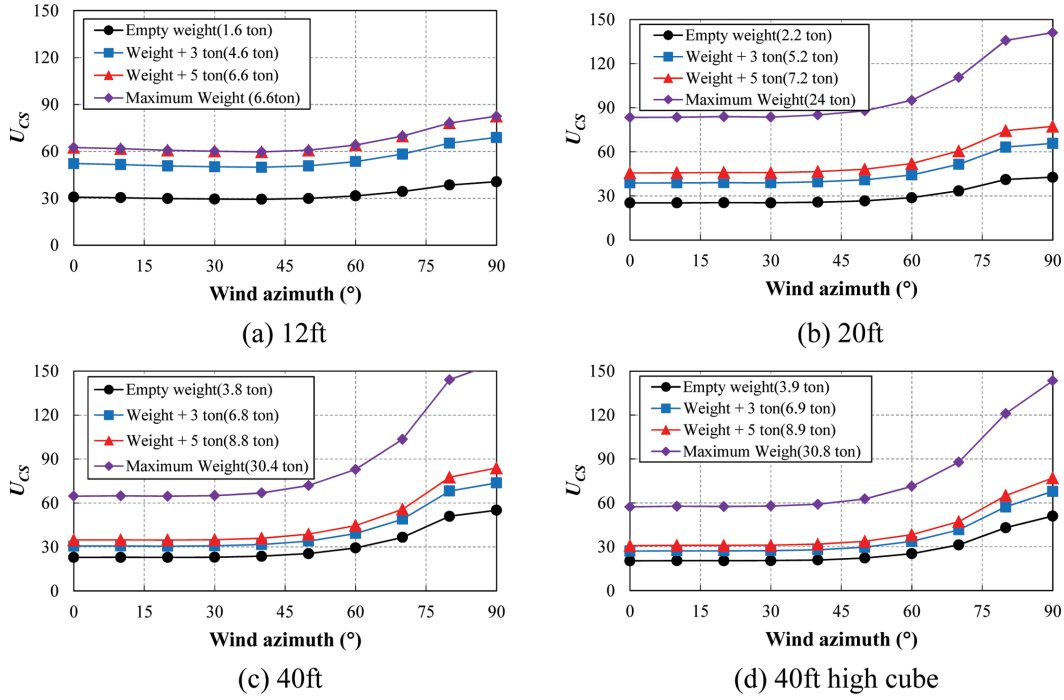 150
120
90
60
30
0
U_CS
Empty weight(1.6 ton)
Weight + 3 ton(4.6 ton)
Weight + 5 ton(6.6 ton)
Maximum Weight (6.6ton)
0 15 30 45 60 75 90
Wind azimuth (°)
(a) 12ft
150
120
90
60
30
0
U_CS
Empty weight(2.2 ton)
Weight + 3 ton(5.2 ton)
Weight + 5 ton(7.2 ton)
Maximum Weight(24 ton)
0 15 30 45 60 75 90
Wind azimuth (°)
(b) 20ft
150
120
90
60
30
0
U_CS
Empty weight(3.8 ton)
Weight + 3 ton(6.8 ton)
Weight + 5 ton(8.8 ton)
Maximum Weight(30.4 ton)
0 15 30 45 60 75 90
Wind azimuth (°)
(c) 40ft
150
120
90
60
30
0
U_CS
Empty weight(3.9 ton)
Weight + 3 ton(6.9 ton)
Weight + 5 ton(8.9 ton)
Maximum Weigh(30.8 ton)
0 15 30 45 60 75 90
Wind azimuth (°)
(d) 40ft high cube